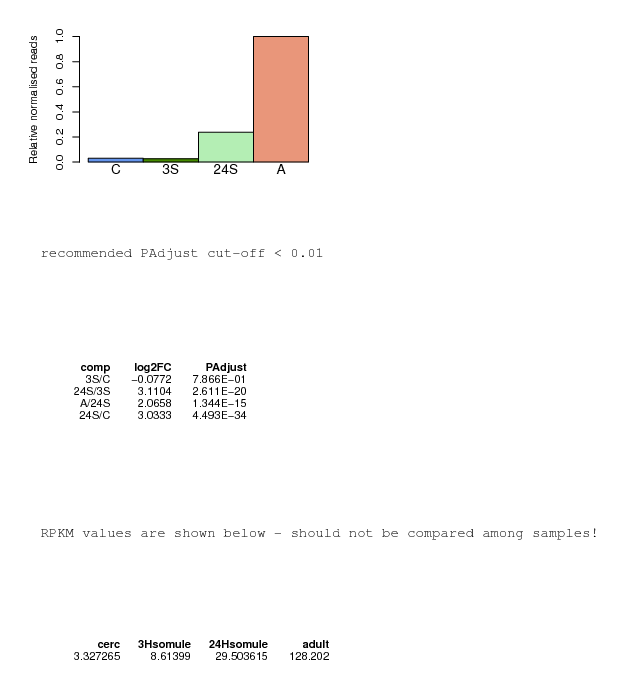 Relative normalised reads
1.0
0.8
0.6
0.4
0.2
0.0
C 3S 24S A
recommended PAdjust cut-off < 0.01
comp log2FC PAdjust
3S/C −0.0772 7.866E−01
24S/3S 3.1104 2.611E−20
A/24S 2.0658 1.344E−15
24S/C 3.0333 4.493E−34
RPKM values are shown below - should not be compared among samples!
cerc 3Hsomule 24Hsomule adult
3.327265 8.61399 29.503615 128.202